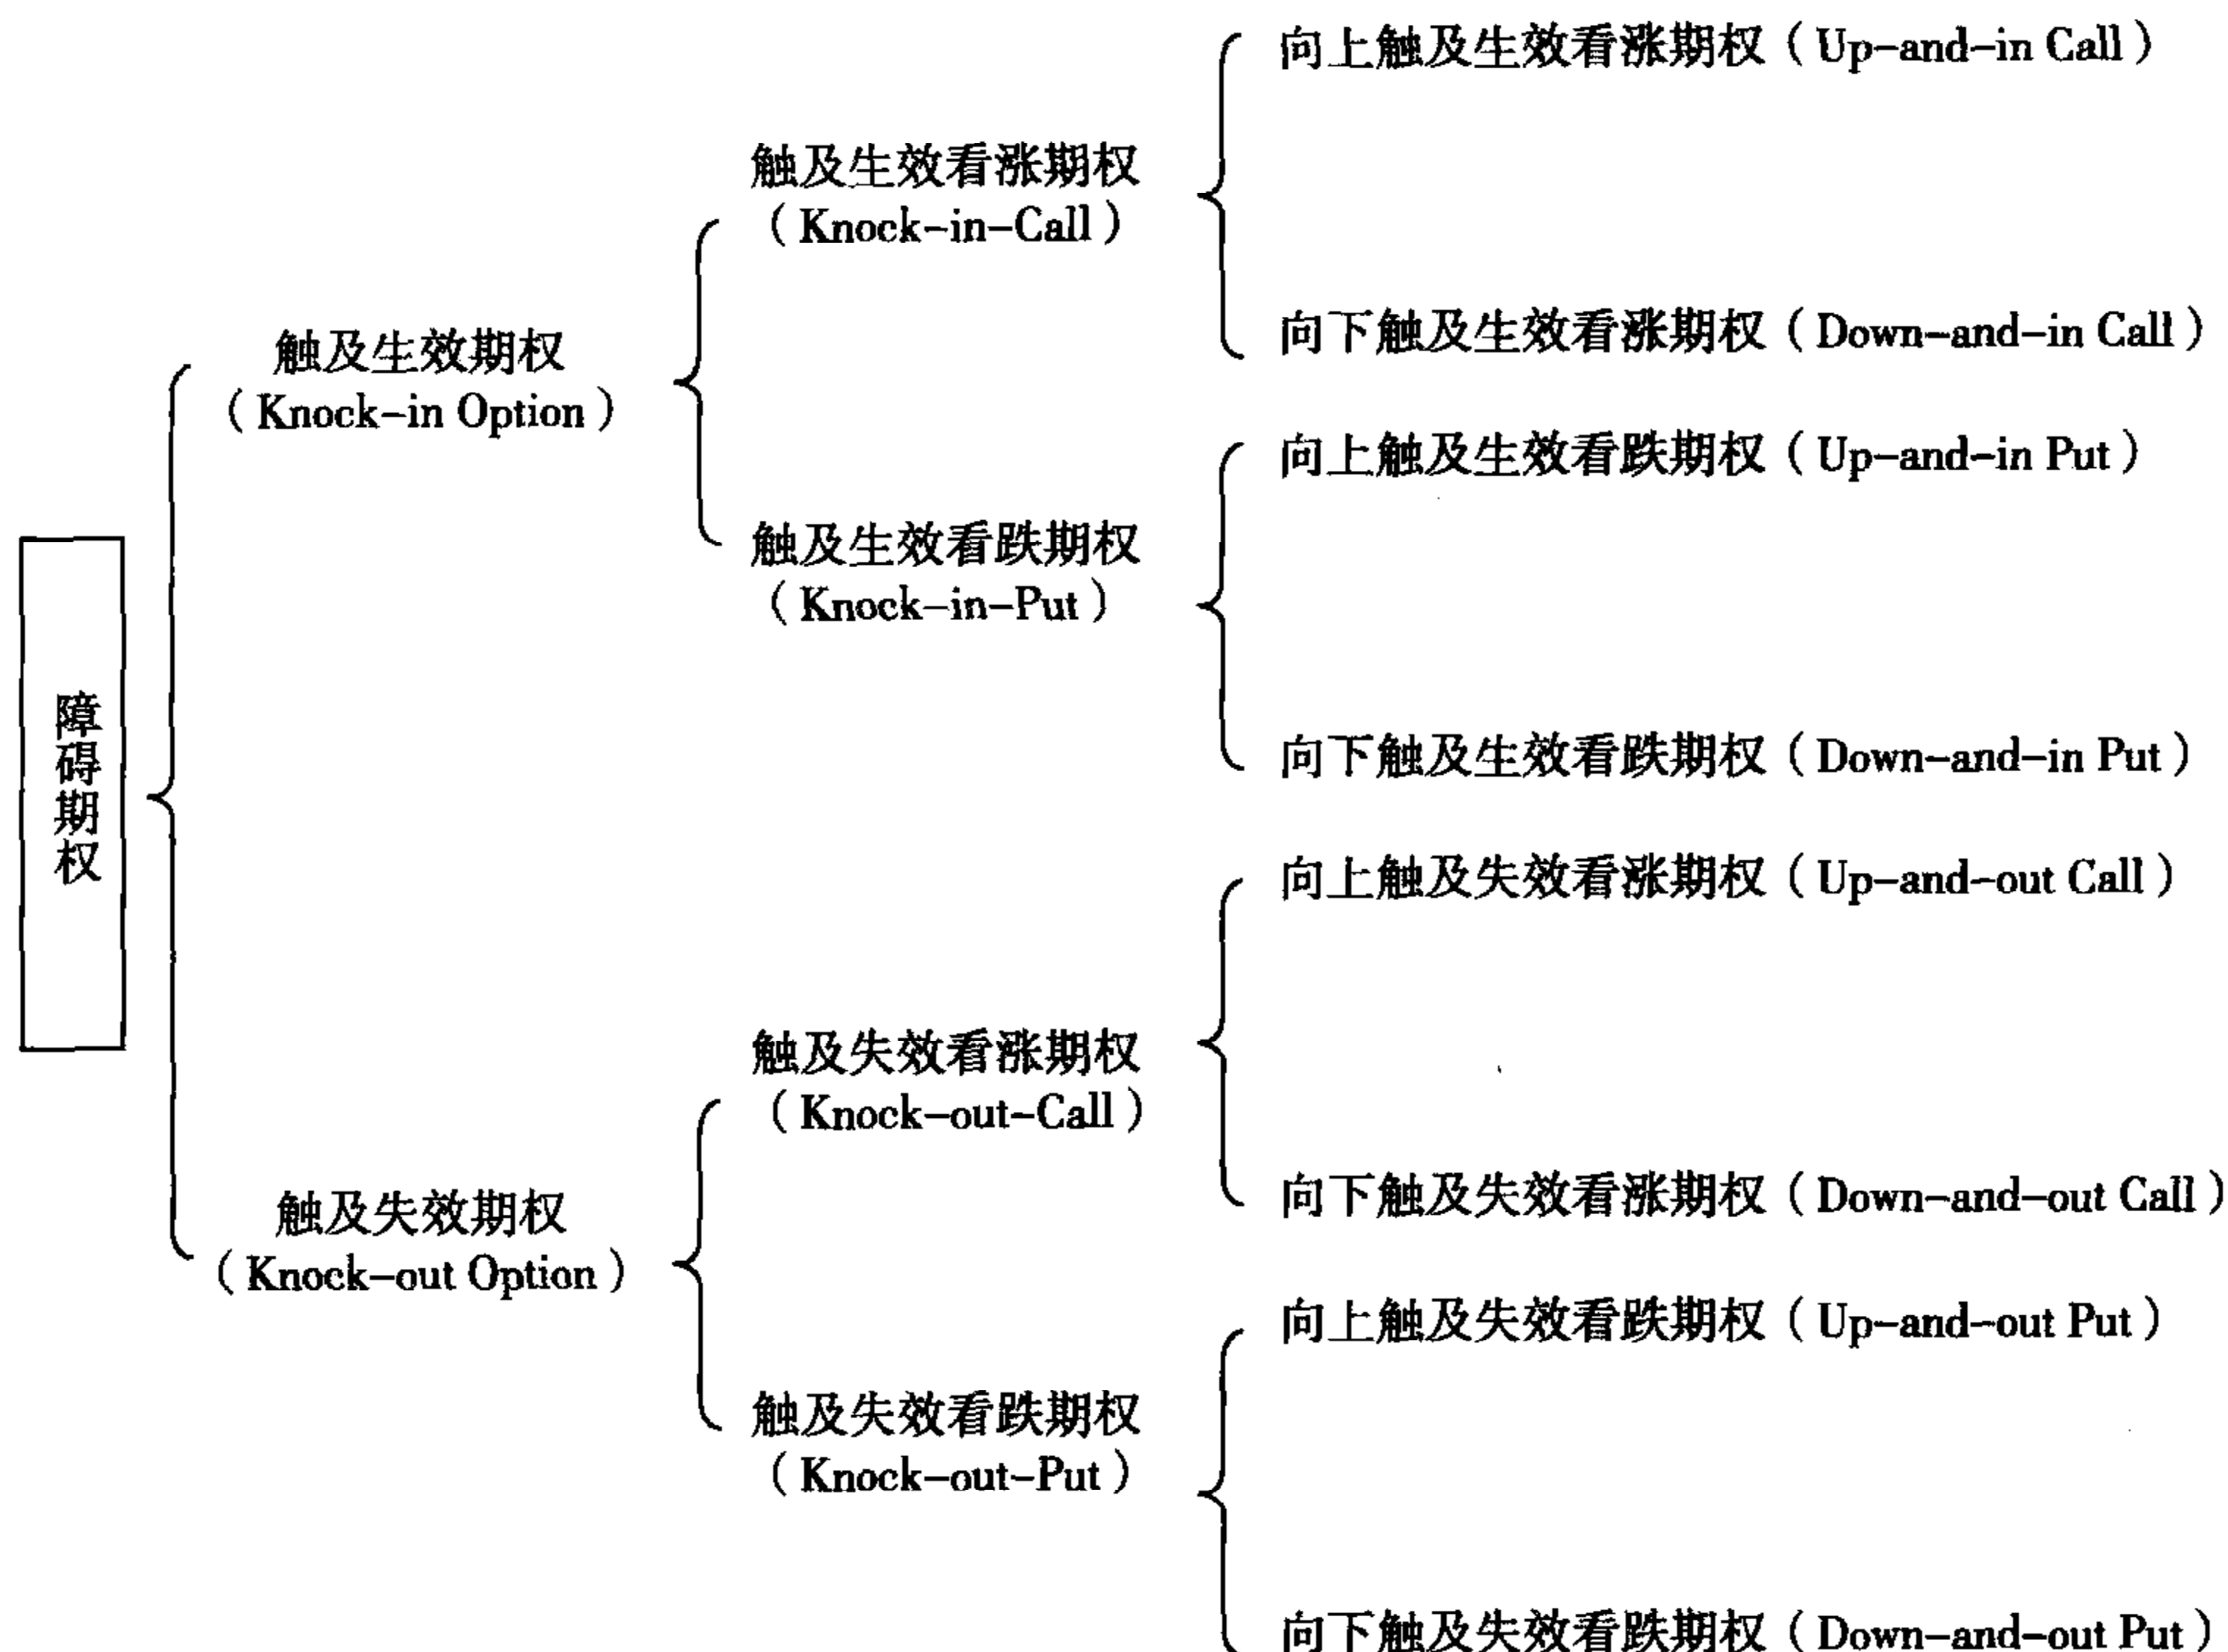 障碍期权
触及生效期权
（Knock-in Option）
触及生效看涨期权
（Knock-in-Call）
向上触及生效看涨期权（Up-and-in Call）
向下触及生效看涨期权（Down-and-in Call）
触及生效看跌期权
（Knock-in-Put）
向上触及生效看跌期权（Up-and-in Put）
向下触及生效看跌期权（Down-and-in Put）
触及失效期权
（Knock-out Option）
触及失效看涨期权
（Knock-out-Call）
向上触及失效看涨期权（Up-and-out Call）
向下触及失效看涨期权（Down-and-out Call）
触及失效看跌期权
（Knock-out-Put）
向上触及失效看跌期权（Up-and-out Put）
向下触及失效看跌期权（Down-and-out Put）